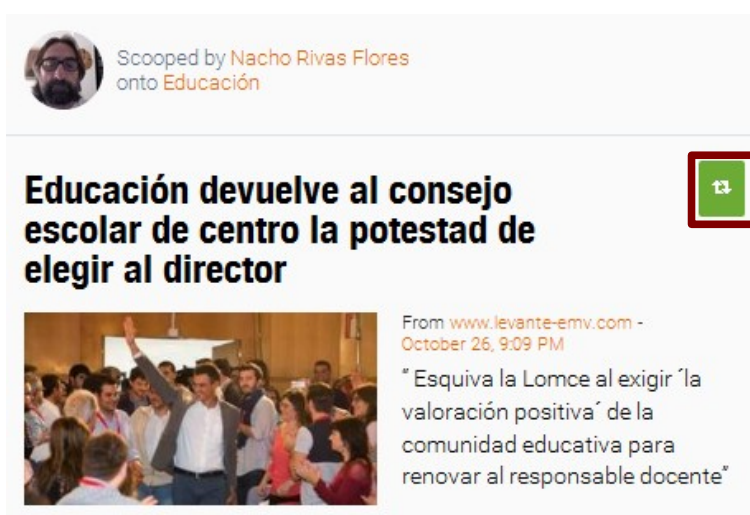 Scooped by Nacho Rivas Flores
onto Educación
Educación devuelve al consejo
escolar de centro la potestad de
elegir al director
From www.levante-emv.com -
October 26, 9:09 PM
" Esquiva la Lomce al exigir ´la
valoración positiva´ de la
comunidad educativa para
renovar al responsable docente"